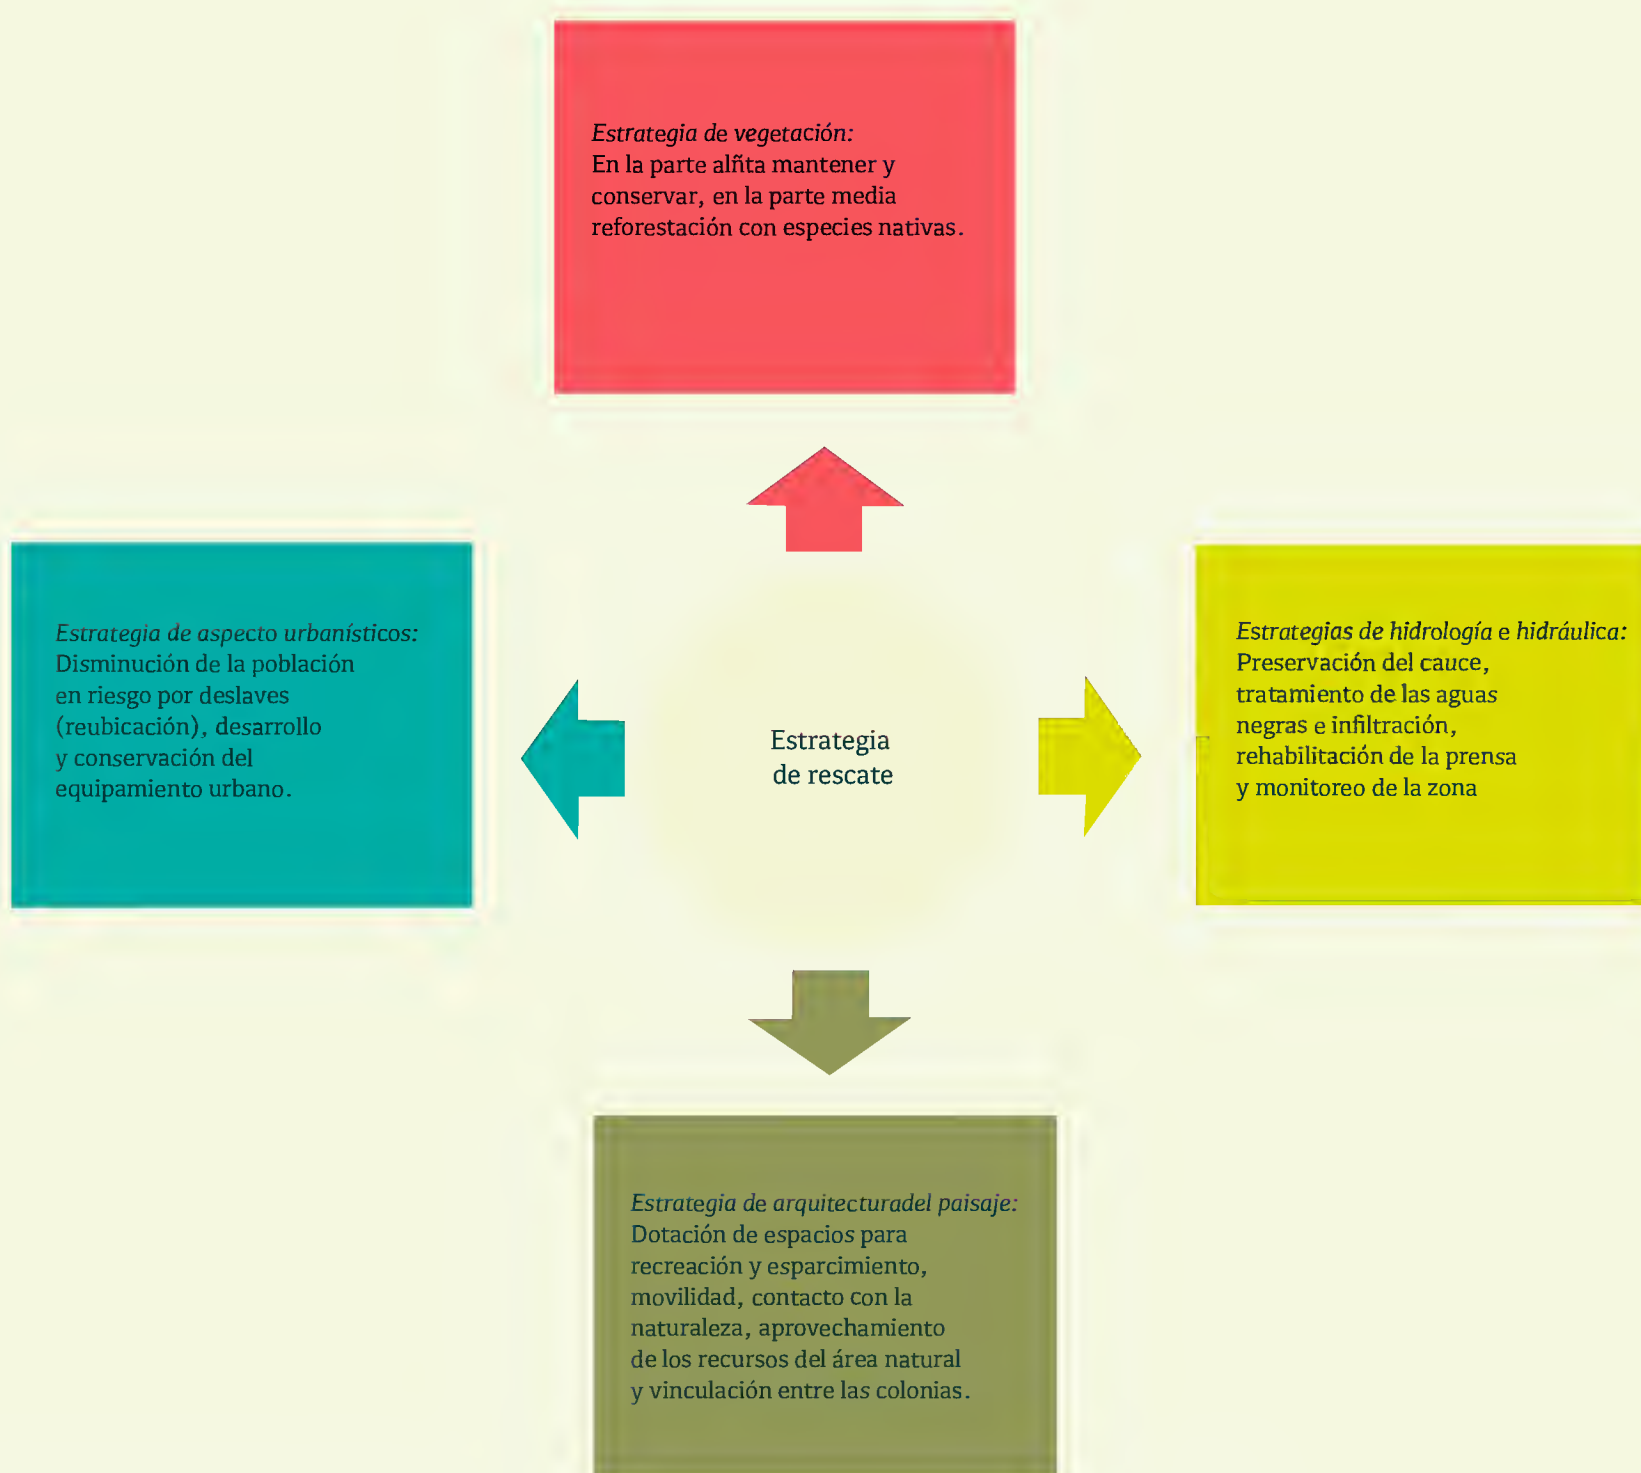 Estrategia de vegetación:
En la parte alñta mantener y
conservar, en la parte media
reforestación con especies nativas.
Estrategia de aspecto urbanísticos:
Disminución de la población
en riesgo por deslaves
(reubicación), desarrollo
y conservación del
equipamiento urbano.
Estrategia
de rescate
Estrategias de hidrología e hidráulica:
Preservación del cauce,
tratamiento de las aguas
negras e infiltración,
rehabilitación de la prensa
y monitoreo de la zona
Estrategia de arquitecturadel paisaje:
Dotación de espacios para
recreación y esparcimiento,
movilidad, contacto con la
naturaleza, aprovechamiento
de los recursos del área natural
y vinculación entre las colonias.